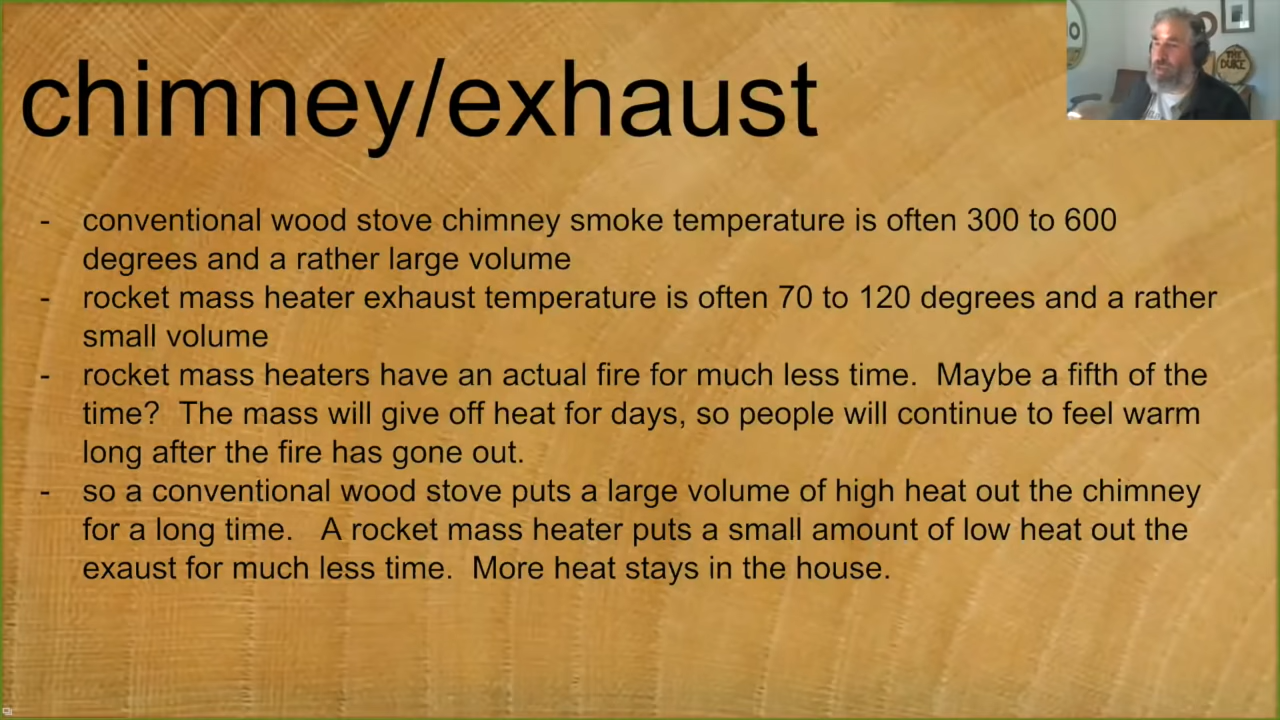 chimney/exhaust
THE
DUKE
- conventional wood stove chimney smoke temperature is often 300 to 600
degrees and a rather large volume
- rocket mass heater exhaust temperature is often 70 to 120 degrees and a rather
small volume
- rocket mass heaters have an actual fire for much less time.  Maybe a fifth of the
time?  The mass will give off heat for days, so people will continue to feel warm
long after the fire has gone out.
- so a conventional wood stove puts a large volume of high heat out the chimney
for a long time.   A rocket mass heater puts a small amount of low heat out the
exaust for much less time.  More heat stays in the house.